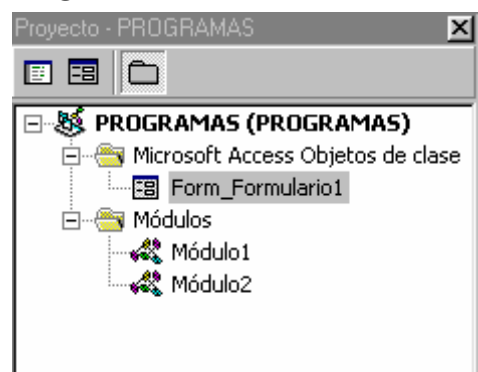 Proyecto - PROGRAMAS
PROGRAMAS (PROGRAMAS)
Microsoft Access Objetos de clase
Form_Formulario1
Módulos
Módulo1
Módulo2